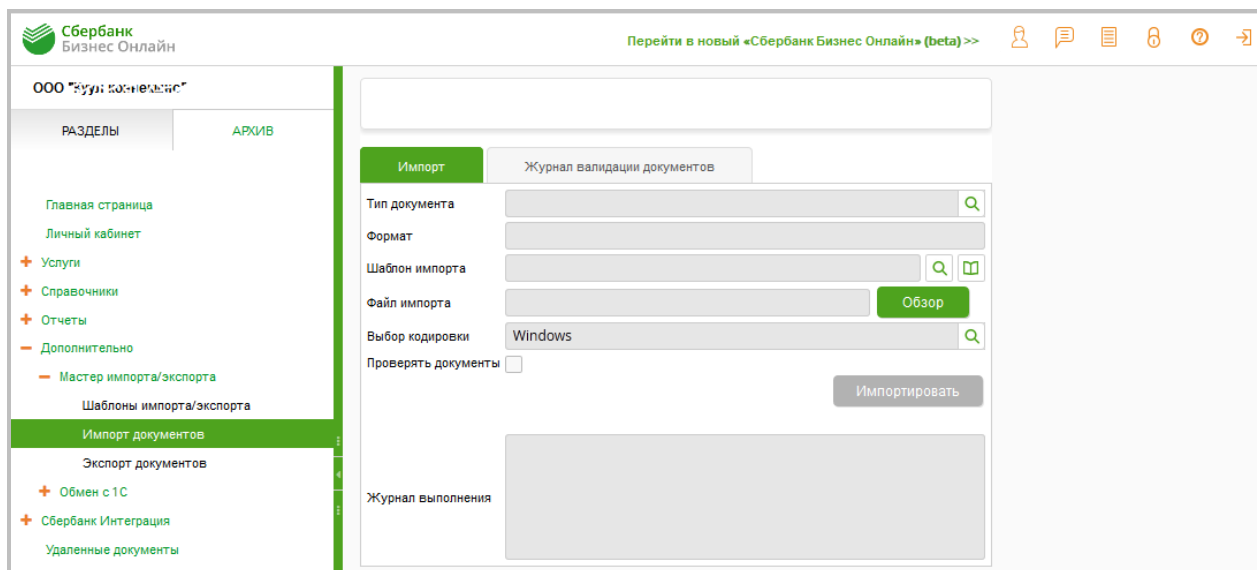 Сбербанк
Бизнес Онлайн
Перейти в новый «Сбербанк Бизнес Онлайн» (beta) >>
ООО
РАЗДЕЛЫ
АРХИВ
Главная страница
Личный кабинет
Услуги
Справочники
Отчеты
Дополнительно
Мастер импорта/экспорта
Шаблоны импорта/экспорта
Импорт документов
Экспорт документов
Обмен с 1С
Сбербанк Интеграция
Удаленные документы
Импорт
Журнал валидации документов
Тип документа
Формат
Шаблон импорта
Файл импорта
Обзор
Выбор кодировки
Windows
Проверять документы
Импортировать
Журнал выполнения